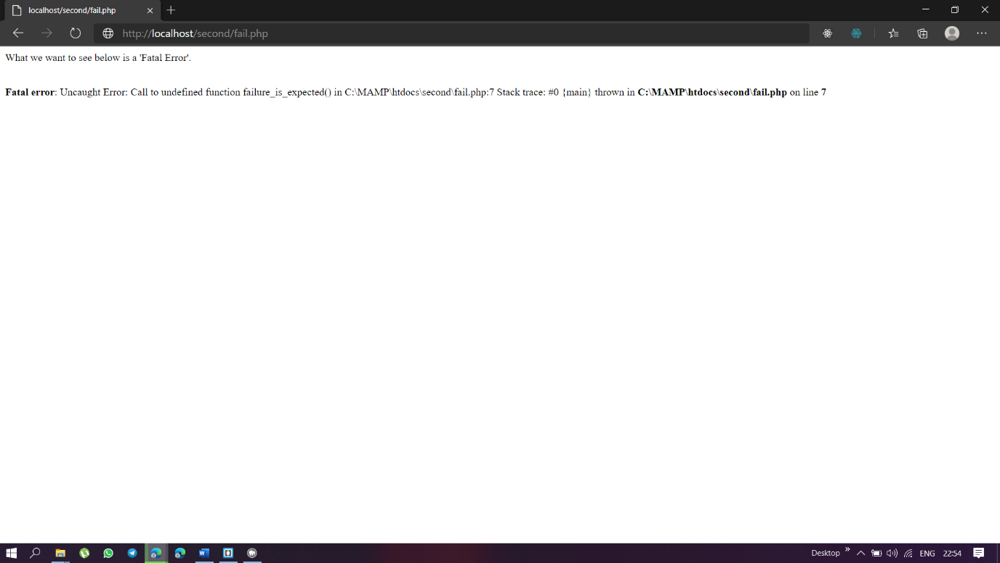 localhost/second/fail.php
http://localhost/second/fail.php
What we want to see below is a 'Fatal Error'.
Fatal error: Uncaught Error: Call to undefined function failure_is_expected() in C:\MAMP\htdocs\second\fail.php:7 Stack trace: #0 {main} thrown in C:\MAMP\htdocs\second\fail.php on line 7
Desktop » ENG 22:54